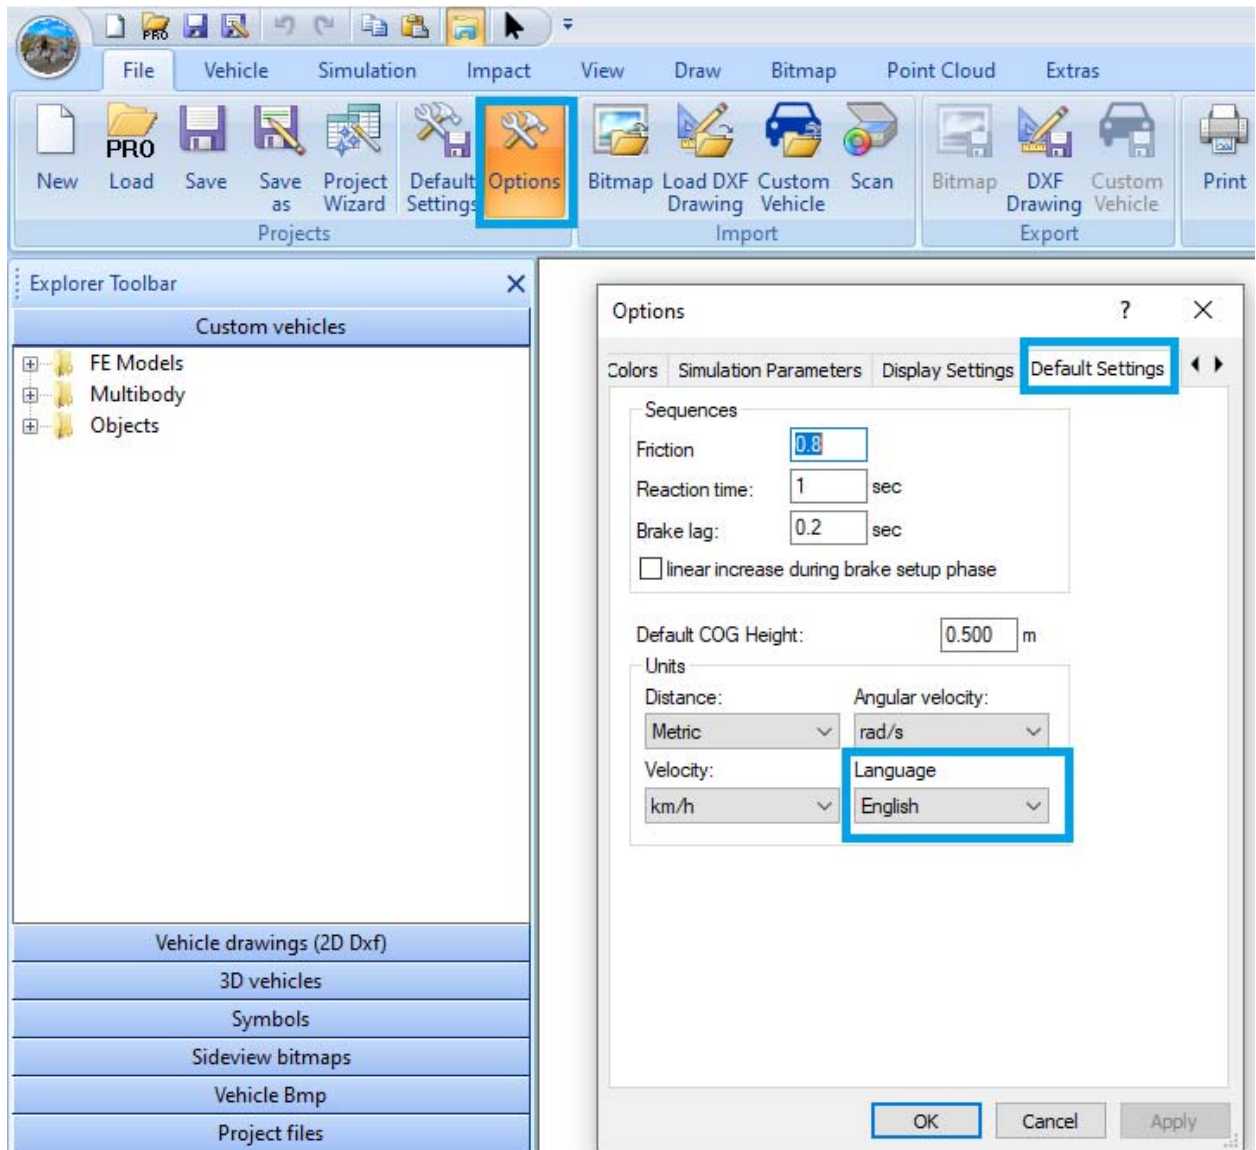 PRO
File Vehicle Simulation Impact View Draw Bitmap Point Cloud Extras
PRO
New Load Save Save as Project Wizard Default Settings Options Bitmap Load DXF Drawing Custom Vehicle Scan Bitmap DXF Drawing Custom Vehicle Print
Projects Import Export
Explorer Toolbar
Custom vehicles
FE Models
Multibody
Objects
Vehicle drawings (2D Dxf)
3D vehicles
Symbols
Sideview bitmaps
Vehicle Bmp
Project files
Options ?
Colors Simulation Parameters Display Settings Default Settings
Sequences
Friction 0.8
Reaction time: 1 sec
Brake lag: 0.2 sec
linear increase during brake setup phase
Default COG Height: 0.500 m
Units
Distance: Angular velocity:
Metric rad/s
Velocity: Language
km/h English
OK Cancel Apply